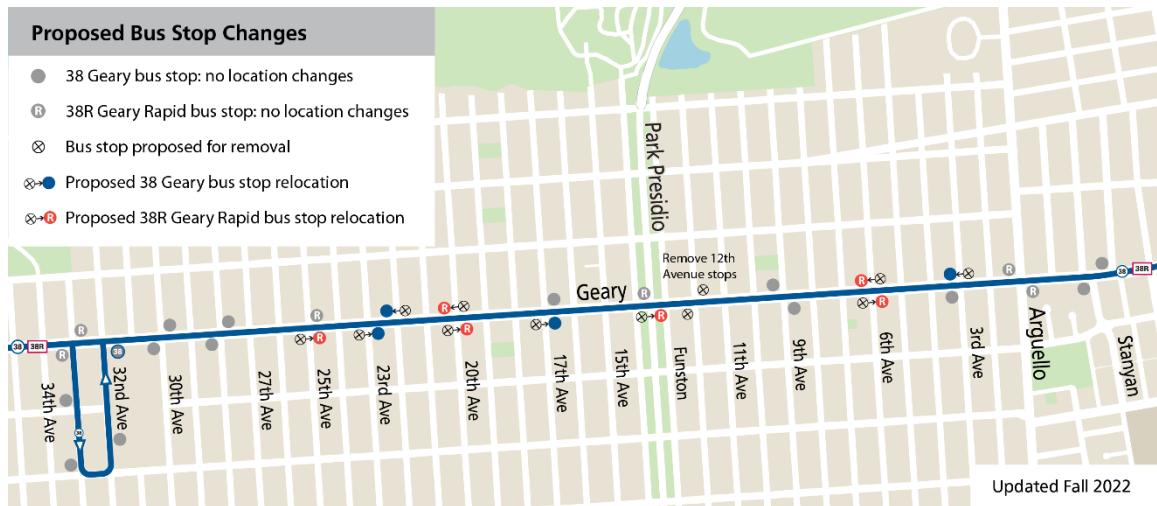 Proposed Bus Stop Changes
38 Geary bus stop: no location changes
R
38R Geary Rapid bus stop: no location changes
Bus stop proposed for removal
Proposed 38 Geary bus stop relocation
R
Proposed 38R Geary Rapid bus stop relocation
Park Presidio
Remove 12th
Avenue stops
Geary
38
38R
R
R
R
R
R
R
R
R
R
R
R
R
R
38
38R
38
38
34th Ave
32nd Ave
30th Ave
27th Ave
25th Ave
23rd Ave
20th Ave
17th Ave
15th Ave
Funston
11th Ave
9th Ave
6th Ave
3rd Ave
Arguello
Stanyan
Updated Fall 2022